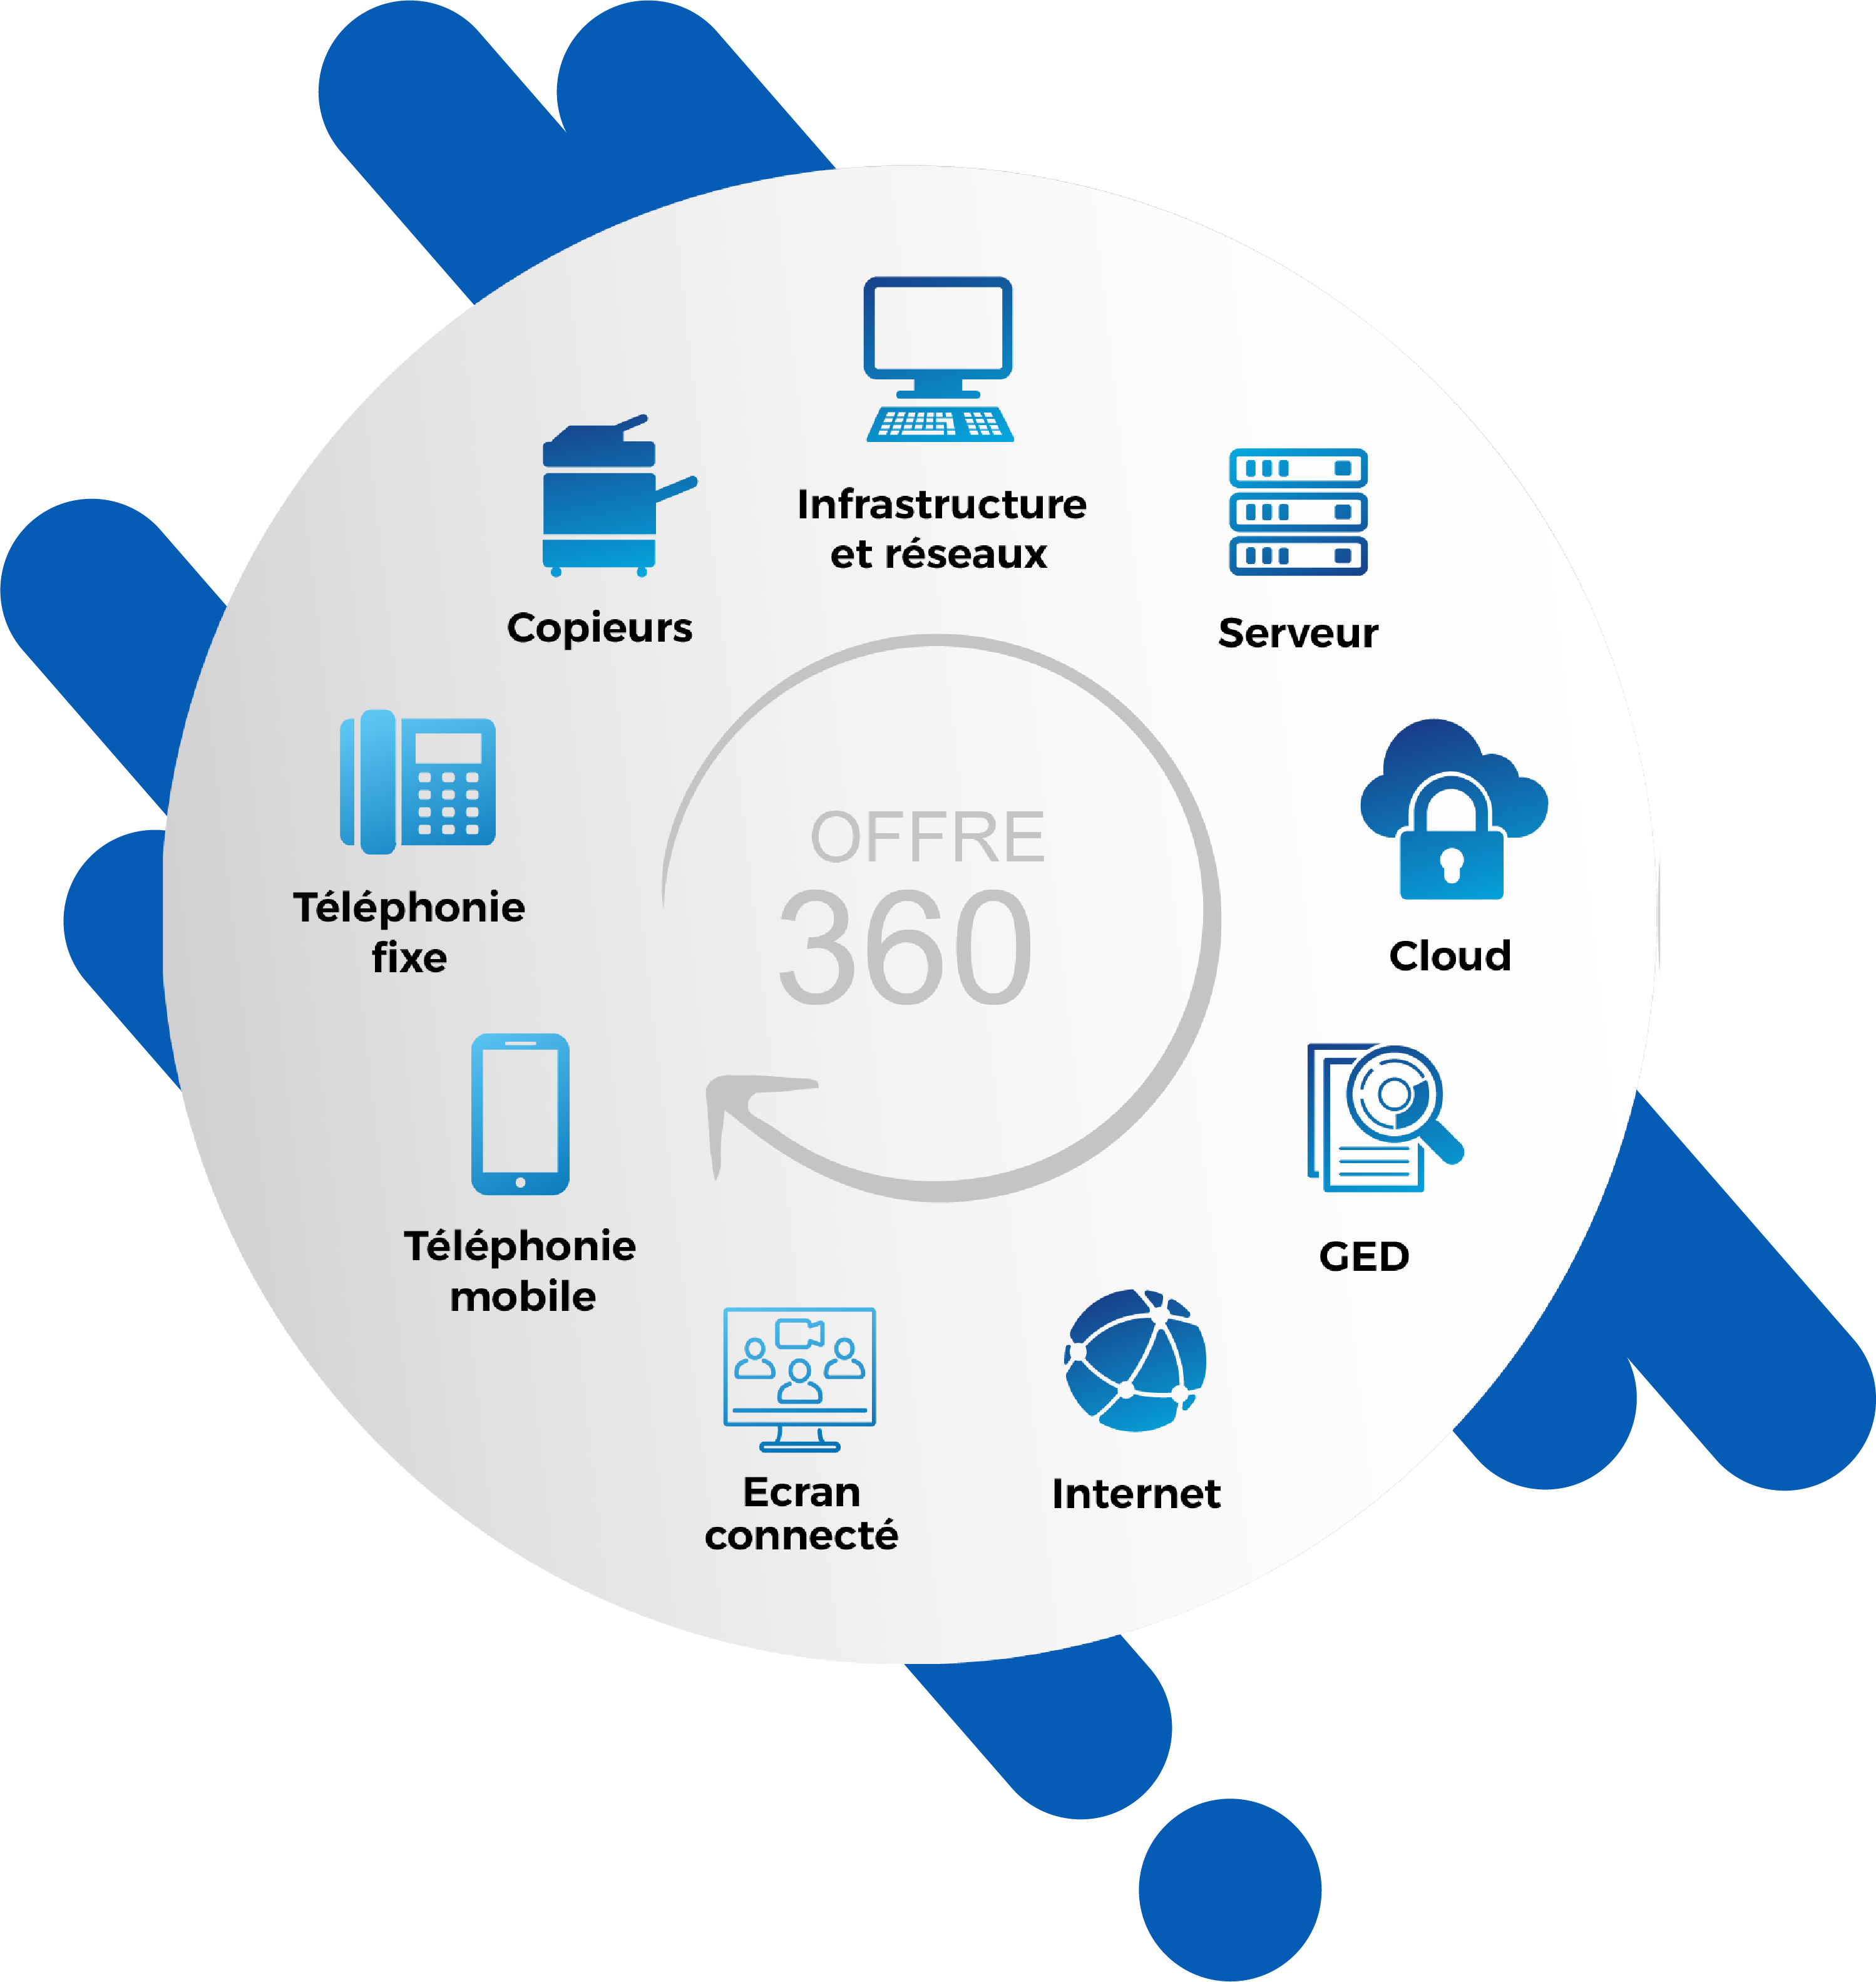 Infrastructure
et réseaux
Copieurs
Serveur
OFFRE
360
Téléphonie
fixe
Cloud
Téléphonie
mobile
GED
Ecran
connecté
Internet